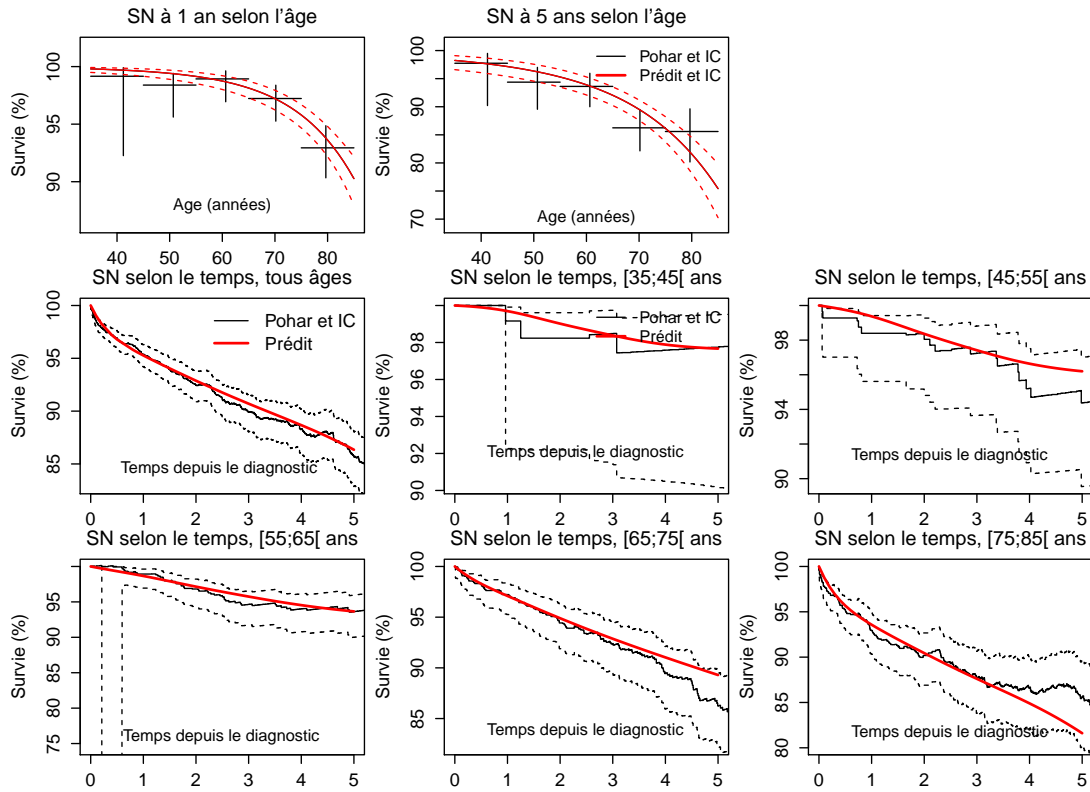 SN à 1 an selon l'âge
Survie (%)
100
95
90
Age (années)
40 50 60 70 80
SN à 5 ans selon l'âge
Survie (%)
100
90
80
70
Pohar et IC
Prédit et IC
Age (années)
40 50 60 70 80
SN selon le temps, tous âges
Survie (%)
100
95
90
85
Pohar et IC
Prédit
Temps depuis le diagnostic
0 1 2 3 4 5
SN selon le temps, [35;45[ ans
Survie (%)
98
96
94
92
90
Pohar et IC
Prédit
Temps depuis le diagnostic
0 1 2 3 4 5
SN selon le temps, [45;55[ ans
Survie (%)
98
94
90
Temps depuis le diagnostic
0 1 2 3 4 5
SN selon le temps, [55;65[ ans
Survie (%)
95
90
85
80
75
Temps depuis le diagnostic
0 1 2 3 4 5
SN selon le temps, [65;75[ ans
Survie (%)
100
95
90
85
Temps depuis le diagnostic
0 1 2 3 4 5
SN selon le temps, [75;85[ ans
Survie (%)
100
95
90
85
80
Temps depuis le diagnostic
0 1 2 3 4 5